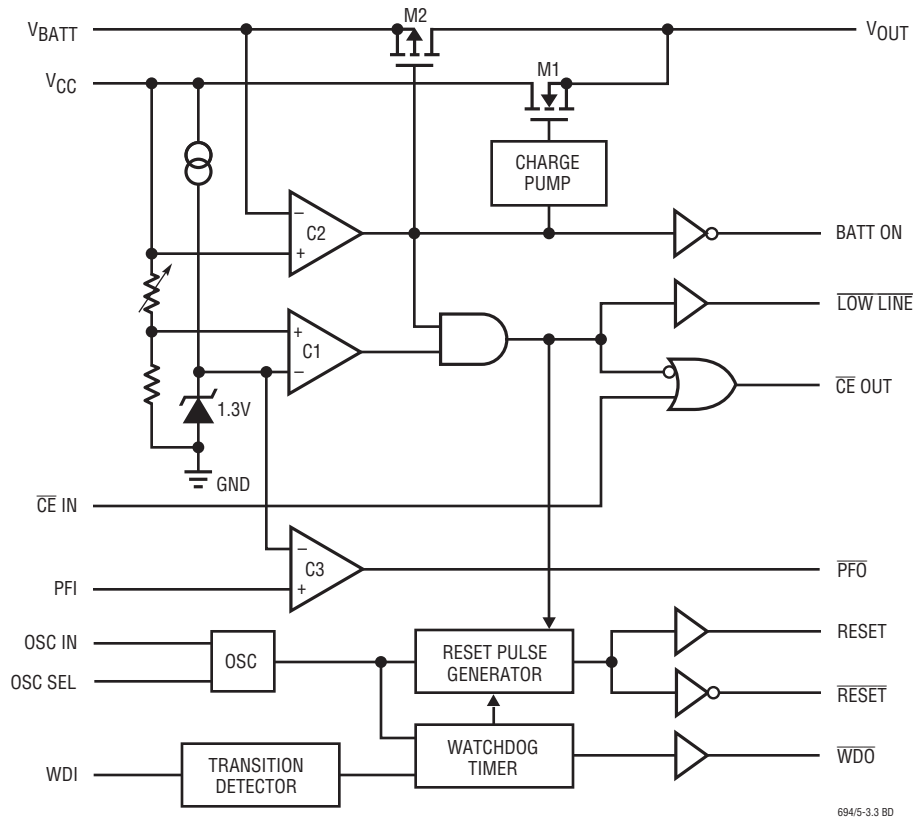 M2
VBATT
VOUT
M1
VCC
CHARGE
PUMP
−
C2
+
BATT ON
LOW LINE
+
C1
−
CE OUT
1.3V
GND
CE IN
−
C3
+
PFO
PFI
OSC IN
OSC
OSC SEL
RESET PULSE
GENERATOR
RESET
RESET
WATCHDOG
TIMER
WDO
WDI
TRANSITION
DETECTOR
694/5-3.3 BD